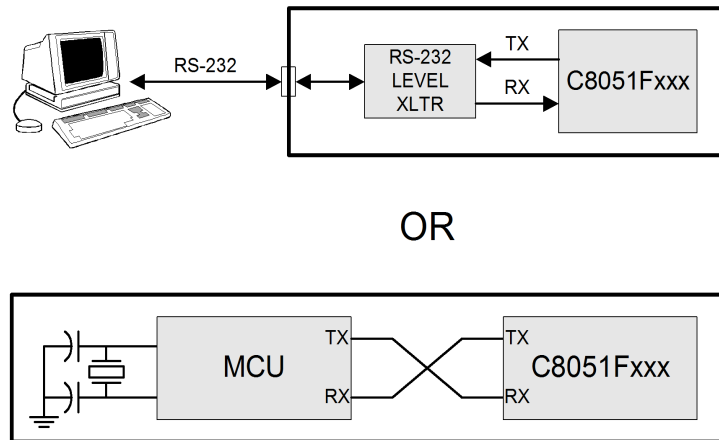 RS-232
RS-232
LEVEL
XLTR
TX
RX
C8051Fxxx
OR
MCU
TX
RX
TX
RX
C8051Fxxx